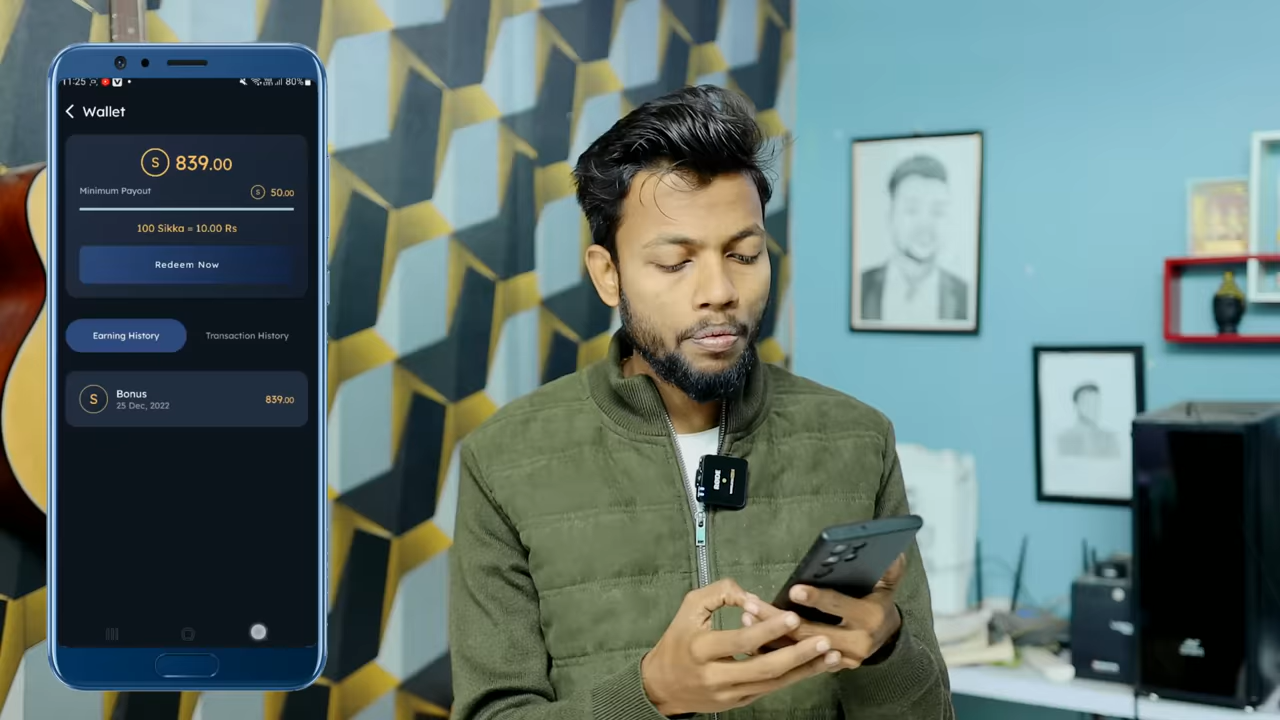 11:25
80%
Wallet
S 839.00
Minimum Payout S 50.00
100 Sikka = 10.00 Rs
Redeem Now
Earning History Transaction History
S Bonus 839.00
25 Dec, 2022
RODE